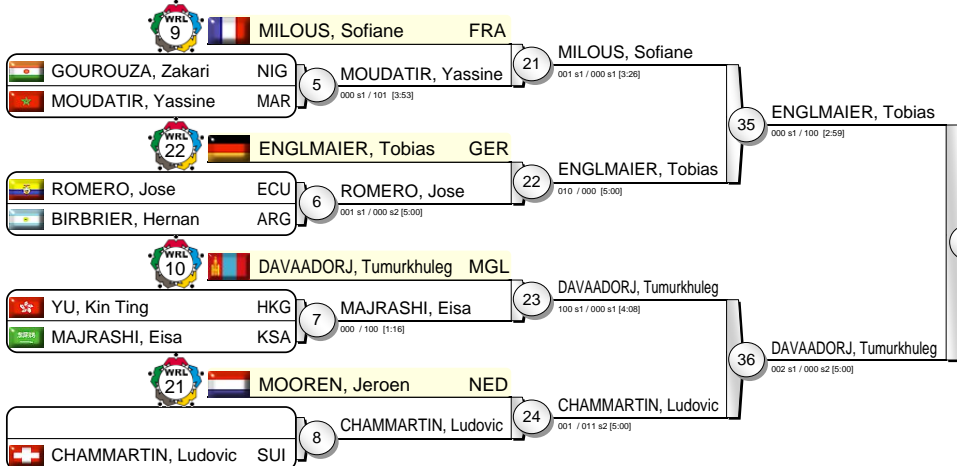 WRL
9
MILOUS, Sofiane FRA
GOUROUZA, Zakari NIG
MOUDATIR, Yassine MAR
5
MOUDATIR, Yassine
000 s1 / 101 [3:53]
21
MILOUS, Sofiane
001 s1 / 000 s1 [3:26]
WRL
22
ENGLMAIER, Tobias GER
ROMERO, Jose ECU
BIRBRIER, Hernan ARG
6
ROMERO, Jose
001 s1 / 000 s2 [5:00]
22
ENGLMAIER, Tobias
010 / 000 [5:00]
35
ENGLMAIER, Tobias
000 s1 / 100 [2:59]
WRL
10
DAVAADORJ, Tumurkhuleg MGL
YU, Kin Ting HKG
MAJRASHI, Eisa KSA
7
MAJRASHI, Eisa
000 / 100 [1:16]
23
DAVAADORJ, Tumurkhuleg
100 s1 / 000 s1 [4:08]
WRL
21
MOOREN, Jeroen NED
CHAMMARTIN, Ludovic SUI
8
CHAMMARTIN, Ludovic
24
CHAMMARTIN, Ludovic
001 / 011 s2 [5:00]
36
DAVAADORJ, Tumurkhuleg
002 s1 / 000 s2 [5:00]